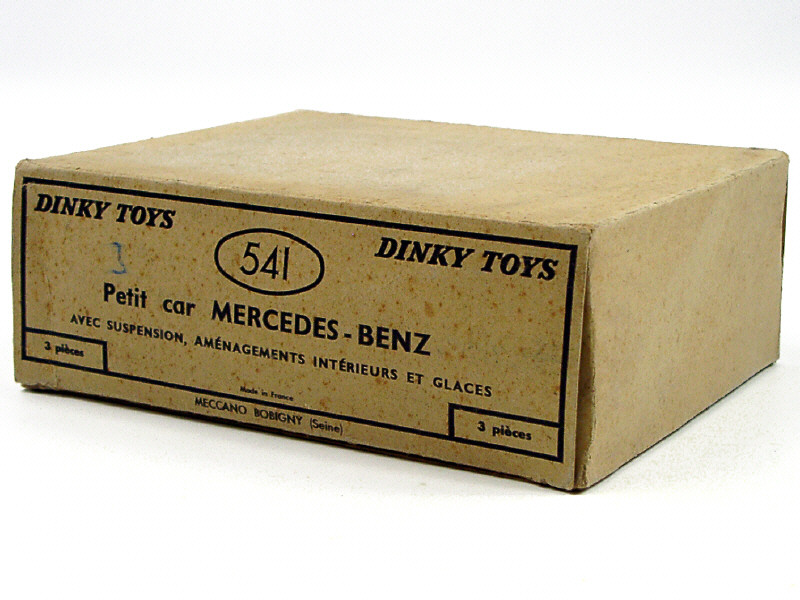 DINKY TOYS
DINKY TOYS
541
3
Petit car MERCEDES-BENZ
AVEC SUSPENSION, AMÉNAGEMENTS INTÉRIEURS ET GLACES
3 pièces
3 pièces
Made in France
MECCANO BOBIGNY (Seine)